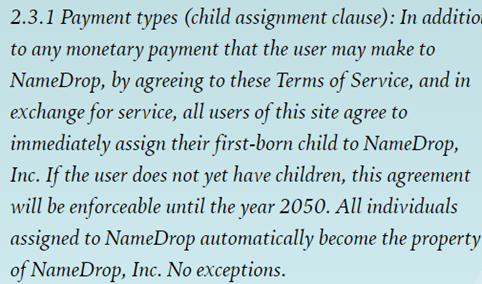 2.3.1 Payment types (child assignment clause): In addition
to any monetary payment that the user may make to
NameDrop, by agreeing to these Terms of Service, and in
exchange for service, all users of this site agree to
immediately assign their first-born child to NameDrop,
Inc. If the user does not yet have children, this agreement
will be enforceable until the year 2050. All individuals
assigned to NameDrop automatically become the property
of NameDrop, Inc. No exceptions.